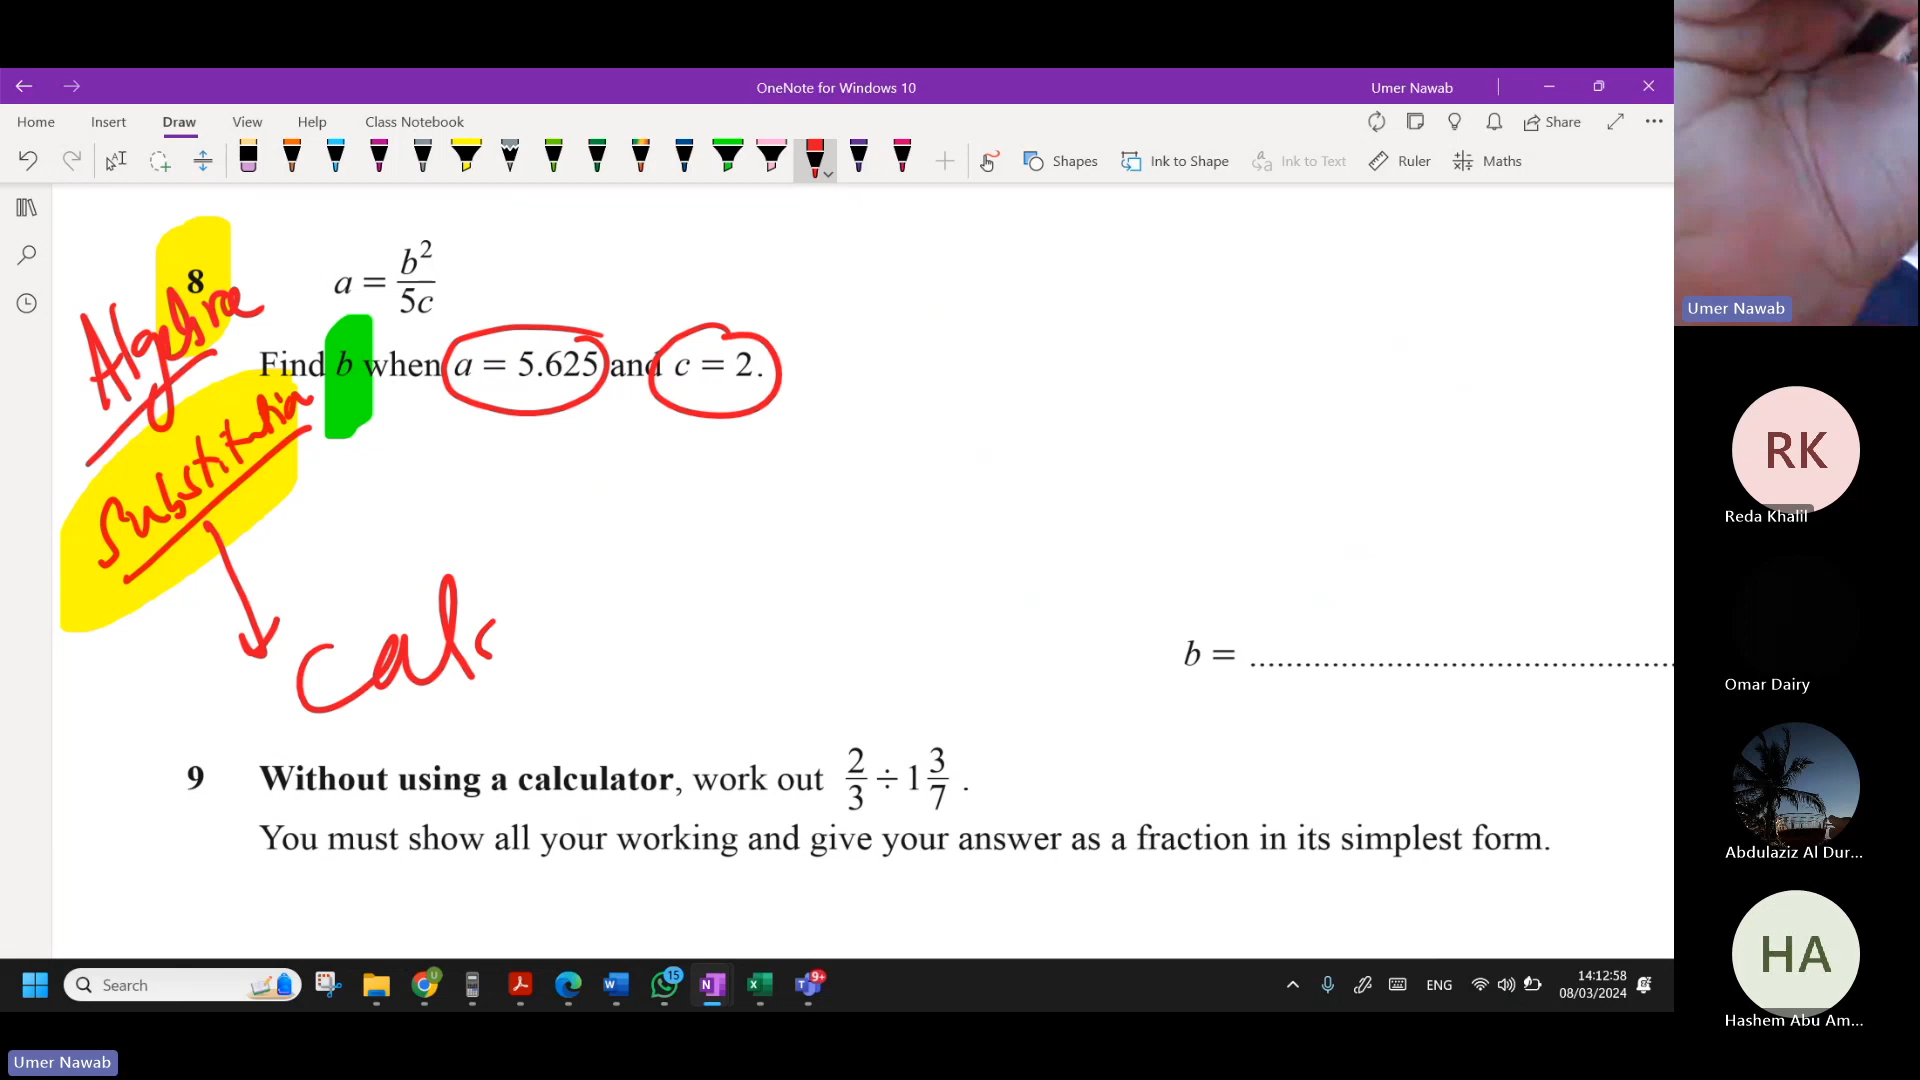 OneNote for Windows 10
Umer Nawab
Home Insert Draw View Help Class Notebook
Share
Shapes Ink to Shape Ink to Text Ruler Maths
8
a = b² / 5c
Algebra
Find b when a = 5.625 and c = 2.
Substitution
Calc
b = ............................................
9 Without using a calculator, work out 2/3 ÷ 1 3/7 .
You must show all your working and give your answer as a fraction in its simplest form.
Search
U
15
9+
ENG
14:12:58
08/03/2024
Umer Nawab
Umer Nawab
RK
Reda Khalil
Omar Dairy
Abdulaziz Al Dur...
HA
Hashem Abu Am...